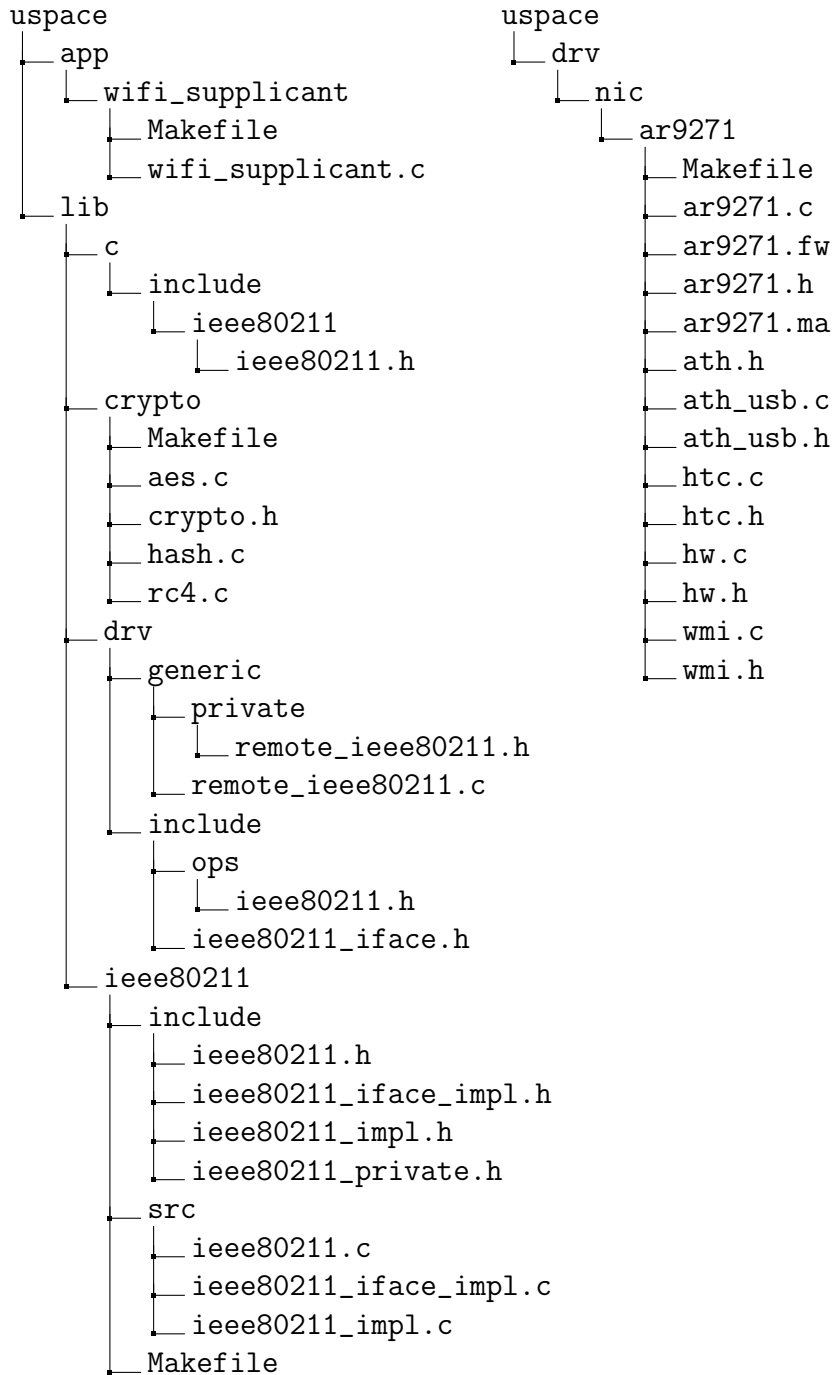 uspace
app
wifi_supplicant
Makefile
wifi_supplicant.c
lib
c
include
ieee80211
ieee80211.h
crypto
Makefile
aes.c
crypto.h
hash.c
rc4.c
drv
generic
private
remote_ieee80211.h
remote_ieee80211.c
include
ops
ieee80211.h
ieee80211_iface.h
ieee80211
include
ieee80211.h
ieee80211_iface_impl.h
ieee80211_impl.h
ieee80211_private.h
src
ieee80211.c
ieee80211_iface_impl.c
ieee80211_impl.c
Makefile
uspace
drv
nic
ar9271
Makefile
ar9271.c
ar9271.fw
ar9271.h
ar9271.ma
ath.h
ath_usb.c
ath_usb.h
htc.c
htc.h
hw.c
hw.h
wmi.c
wmi.h